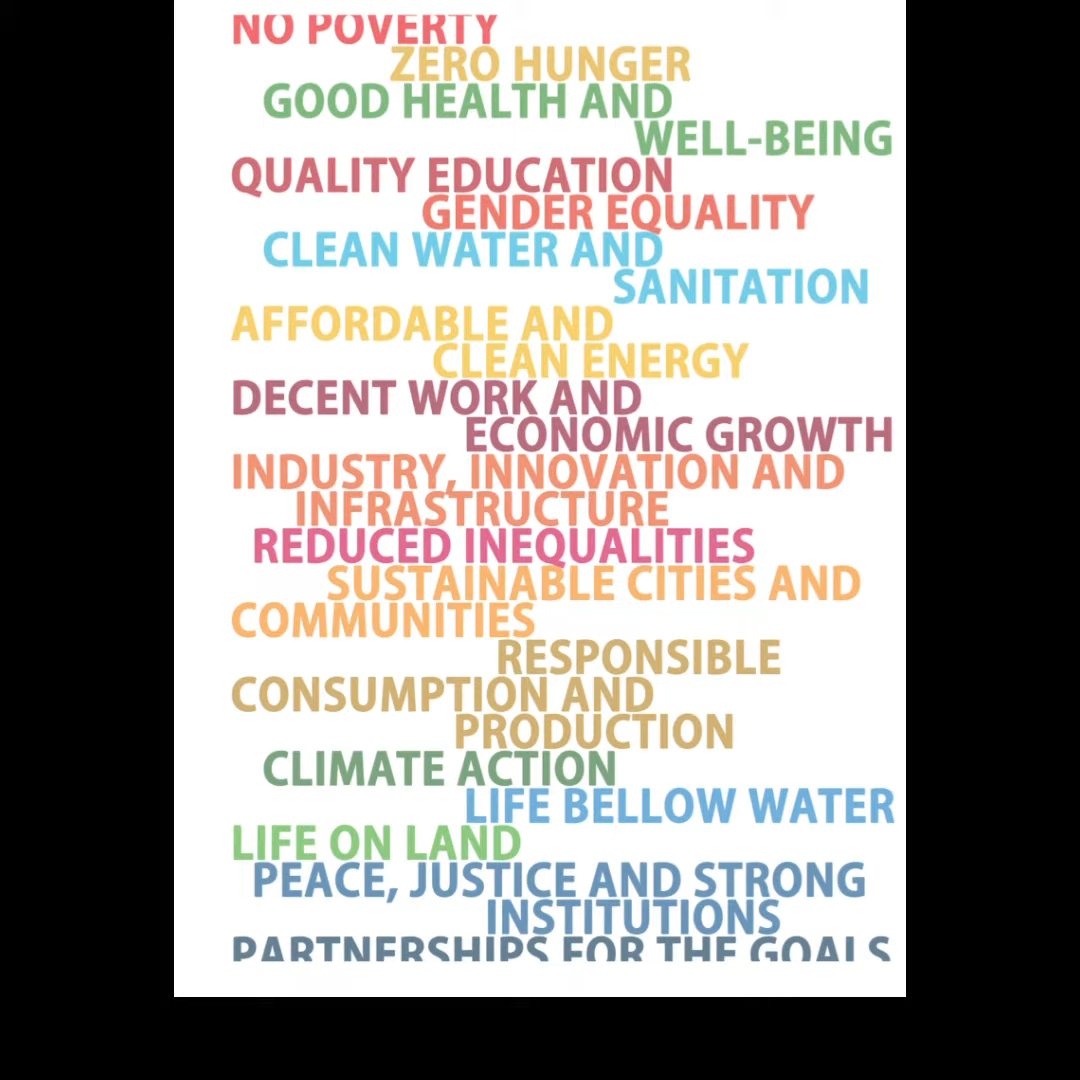 NO POVERTY
ZERO HUNGER
GOOD HEALTH AND
WELL-BEING
QUALITY EDUCATION
GENDER EQUALITY
CLEAN WATER AND
SANITATION
AFFORDABLE AND
CLEAN ENERGY
DECENT WORK AND
ECONOMIC GROWTH
INDUSTRY, INNOVATION AND
INFRASTRUCTURE
REDUCED INEQUALITIES
SUSTAINABLE CITIES AND
COMMUNITIES
RESPONSIBLE
CONSUMPTION AND
PRODUCTION
CLIMATE ACTION
LIFE BELLOW WATER
LIFE ON LAND
PEACE, JUSTICE AND STRONG
INSTITUTIONS
PARTNERSHIPS FOR THE GOALS